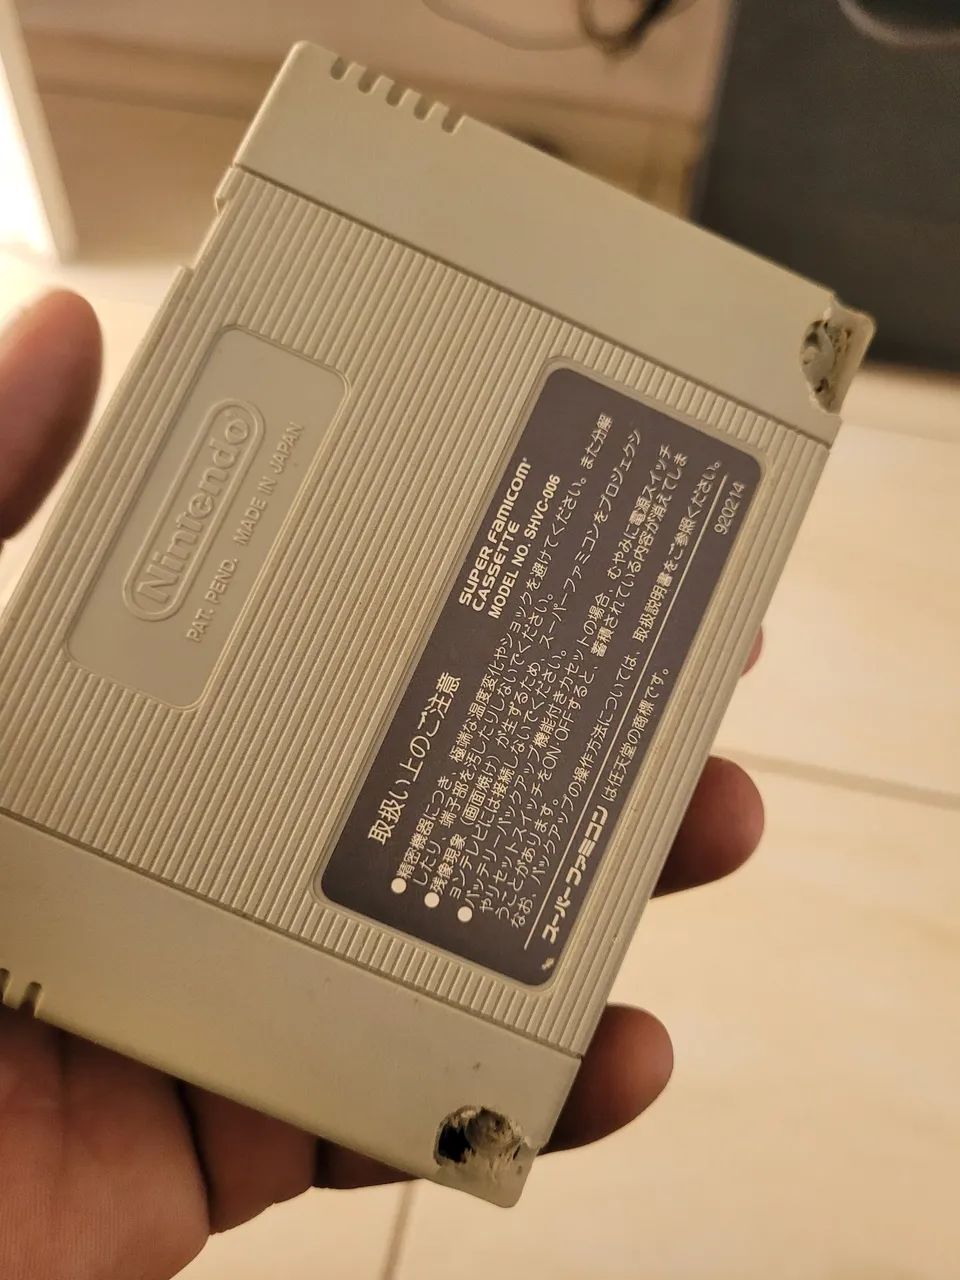 Nintendo
PAT. PEND. MADE IN JAPAN
SUPER Famicom
CASSETTE
MODEL NO. SHVC-006
取扱い上のご注意
●精密機器につき、極端な温度変化やショックを避けてください。また分解
したり、端子部を汚したりしないでください。
●残像現象(画面焼け)が生ずるため、スーパーファミコンをプロジェクシ
ョンテレビには接続しないでください。
●バッテリーバックアップ機能付きカセットの場合、むやみに電源スイッチ
やリセットスイッチをON・OFFすると、蓄積されている内容が消えてしま
うことがあります。
なお、バックアップの操作方法については、取扱説明書をご参照ください。
スーパーファミコン は任天堂の商標です。
920214